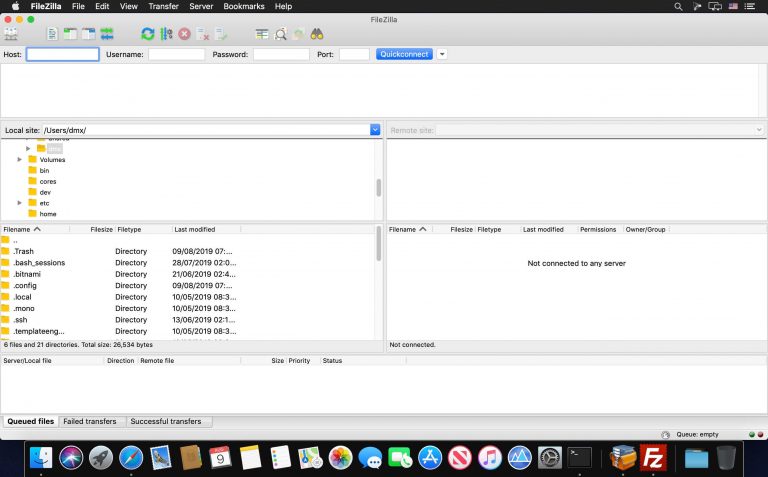 FileZilla File Edit View Transfer Server Bookmarks Help
FileZilla
Host: Username: Password: Port: Quickconnect
Local site: /Users/dmx/
Remote site:
dmx
Volumes
bin
cores
dev
etc
home
Filename Filesize Filetype Last modified
..
.Trash Directory 09/08/2019 07:...
.bash_sessions Directory 28/07/2019 02:0...
.bitnami Directory 21/06/2019 02:4...
.config Directory 09/08/2019 07:...
.local Directory 10/05/2019 08:3...
.mono Directory 10/05/2019 08:3...
.ssh Directory 13/06/2019 02:1...
.templateeng... Directory 10/05/2019 08:3...
6 files and 21 directories. Total size: 26,534 bytes
Filename Filesize Filetype Last modified Permissions Owner/Group
Not connected to any server
Not connected.
Server/Local file Direction Remote file Size Priority Status
Queued files Failed transfers Successful transfers
Queue: empty
9
Fz